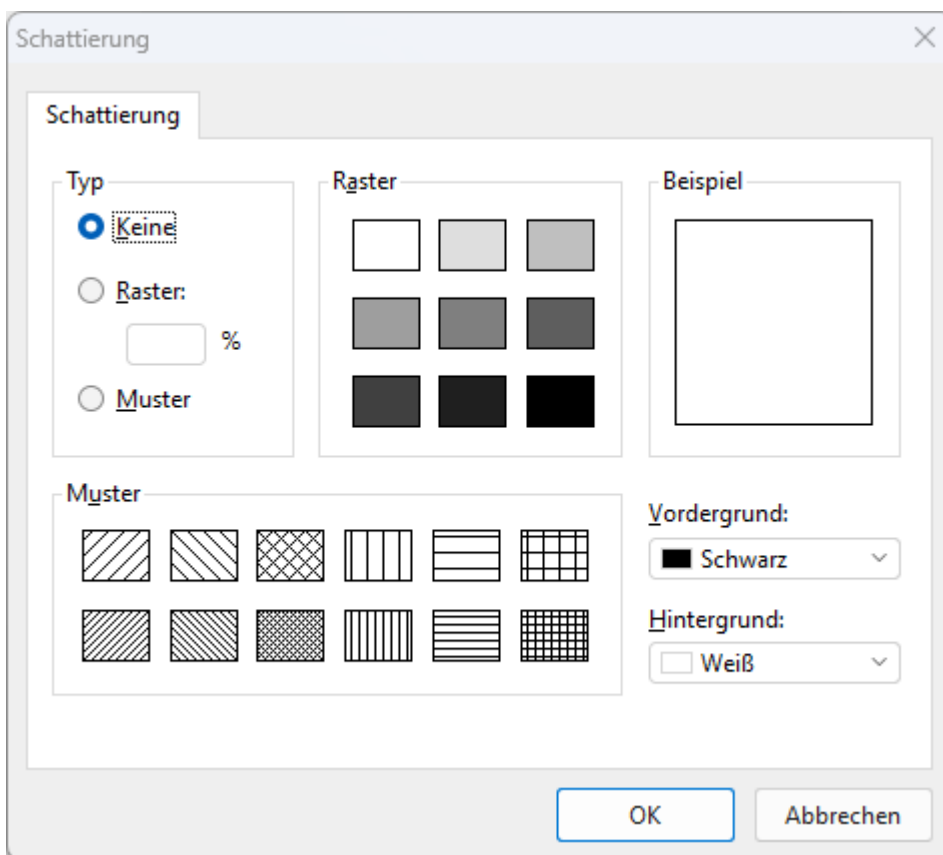 Schattierung
Schattierung
Typ
Keine
Raster:
%
Muster
Raster
Beispiel
Muster
Vordergrund:
Schwarz
Hintergrund:
Weiß
OK
Abbrechen